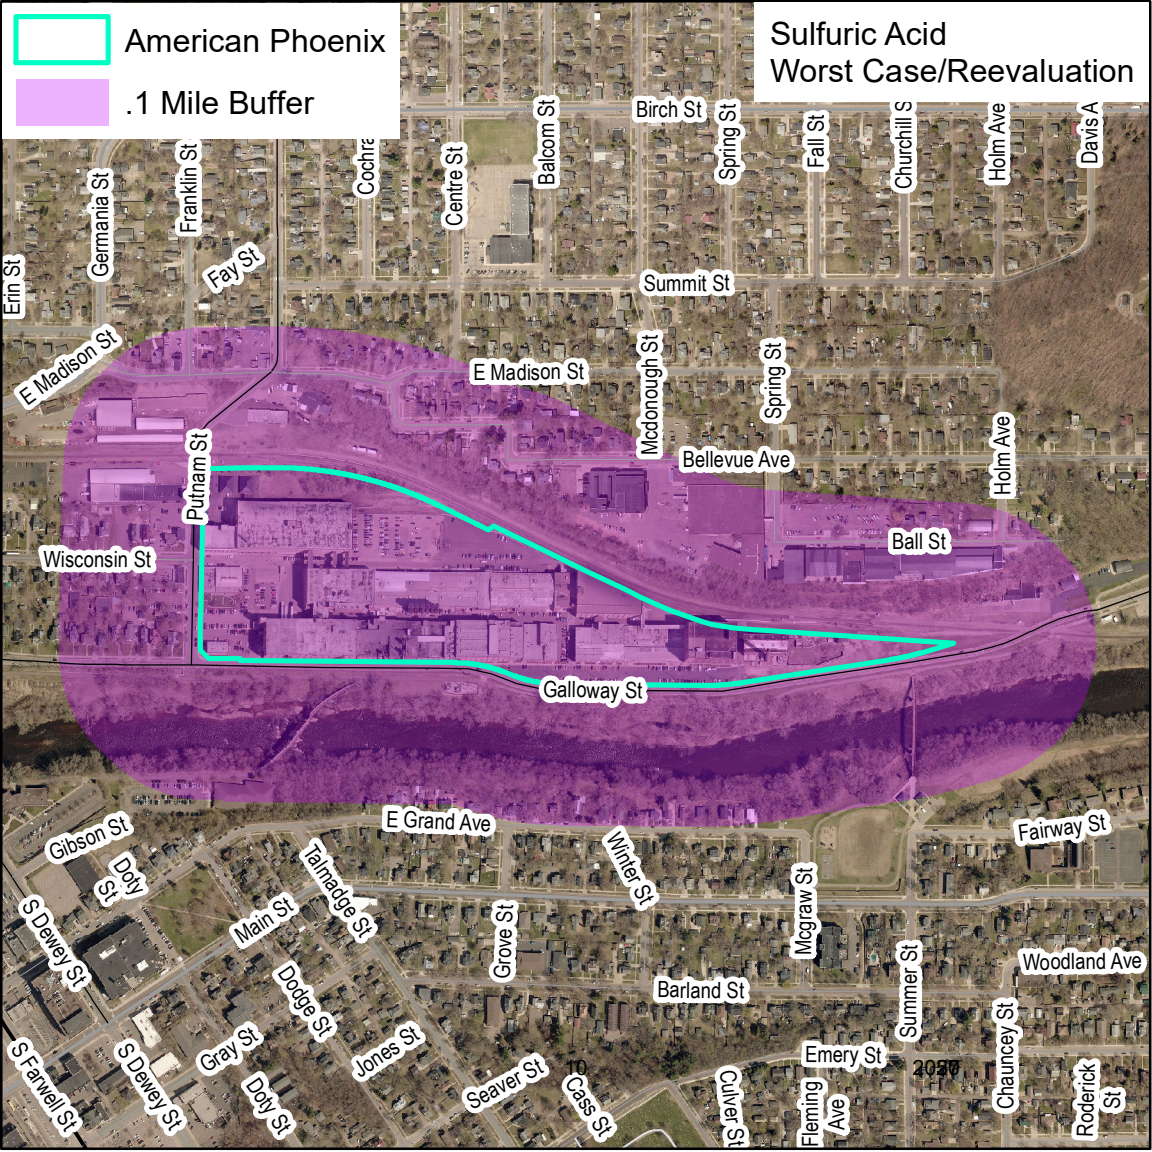 American Phoenix
.1 Mile Buffer
Sulfuric Acid
Worst Case/Reevaluation
Birch St
Balcom St
Spring St
Fall St
Churchill S
Holm Ave
Davis A
Cochra
Centre St
Franklin St
Germania St
Erin St
Fay St
Summit St
E Madison St
E Madison St
Mcdonough St
Spring St
Holm Ave
Putnam St
Bellevue Ave
Ball St
Wisconsin St
Galloway St
E Grand Ave
Gibson St
Doty
St
Talmadge St
Winter St
Fairway St
Mcgraw St
Main St
S Dewey St
Grove St
Summer St
Woodland Ave
Dodge St
Barland St
Chauncey St
Gray St
Jones St
Emery St
S Farwell St
S Dewey St
Doty St
Seaver St
Cass St
10
Culver St
Fleming
Ave
Roderick
St